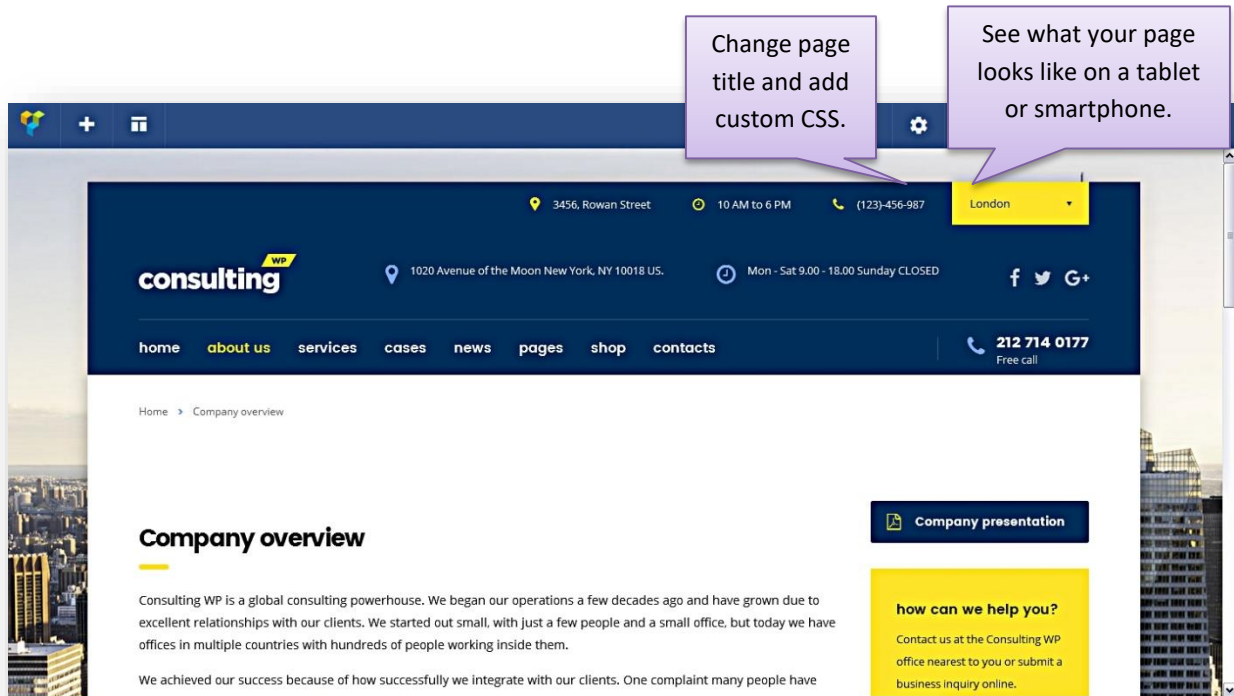 Change page
title and add
custom CSS.
See what your page
looks like on a tablet
or smartphone.
3456, Rowan Street
10 AM to 6 PM
(123)-456-987
London
consulting
WP
1020 Avenue of the Moon New York, NY 10018 US.
Mon - Sat 9.00 - 18.00 Sunday CLOSED
home about us services cases news pages shop contacts
212 714 0177
Free call
Home > Company overview
Company overview
Consulting WP is a global consulting powerhouse. We began our operations a few decades ago and have grown due to
excellent relationships with our clients. We started out small, with just a few people and a small office, but today we have
offices in multiple countries with hundreds of people working inside them.
We achieved our success because of how successfully we integrate with our clients. One complaint many people have
Company presentation
how can we help you?
Contact us at the Consulting WP
office nearest to you or submit a
business inquiry online.